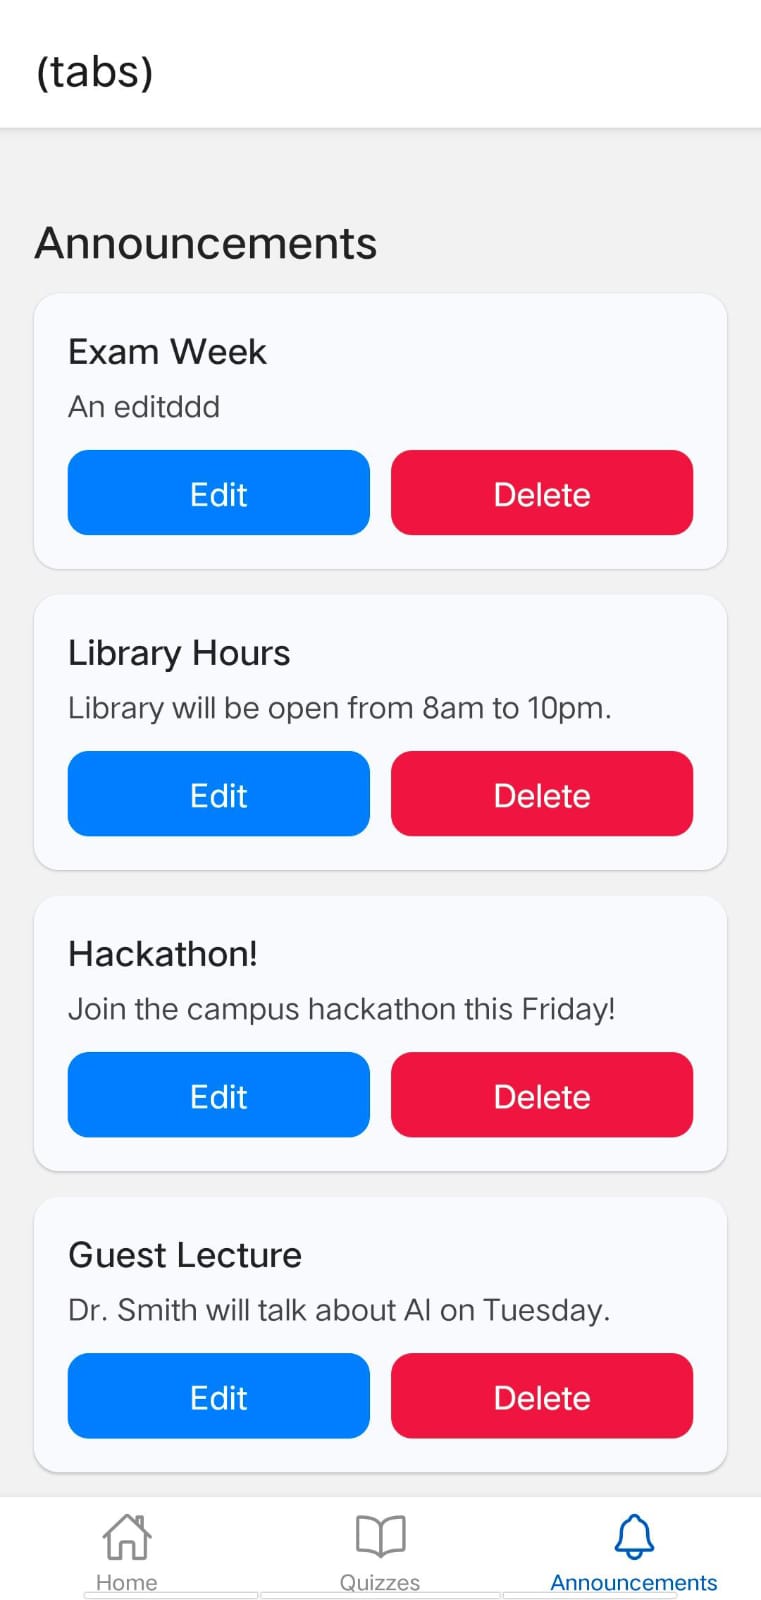 (tabs)
Announcements
Exam Week
An editddd
Edit Delete
Library Hours
Library will be open from 8am to 10pm.
Edit Delete
Hackathon!
Join the campus hackathon this Friday!
Edit Delete
Guest Lecture
Dr. Smith will talk about AI on Tuesday.
Edit Delete
Home Quizzes Announcements